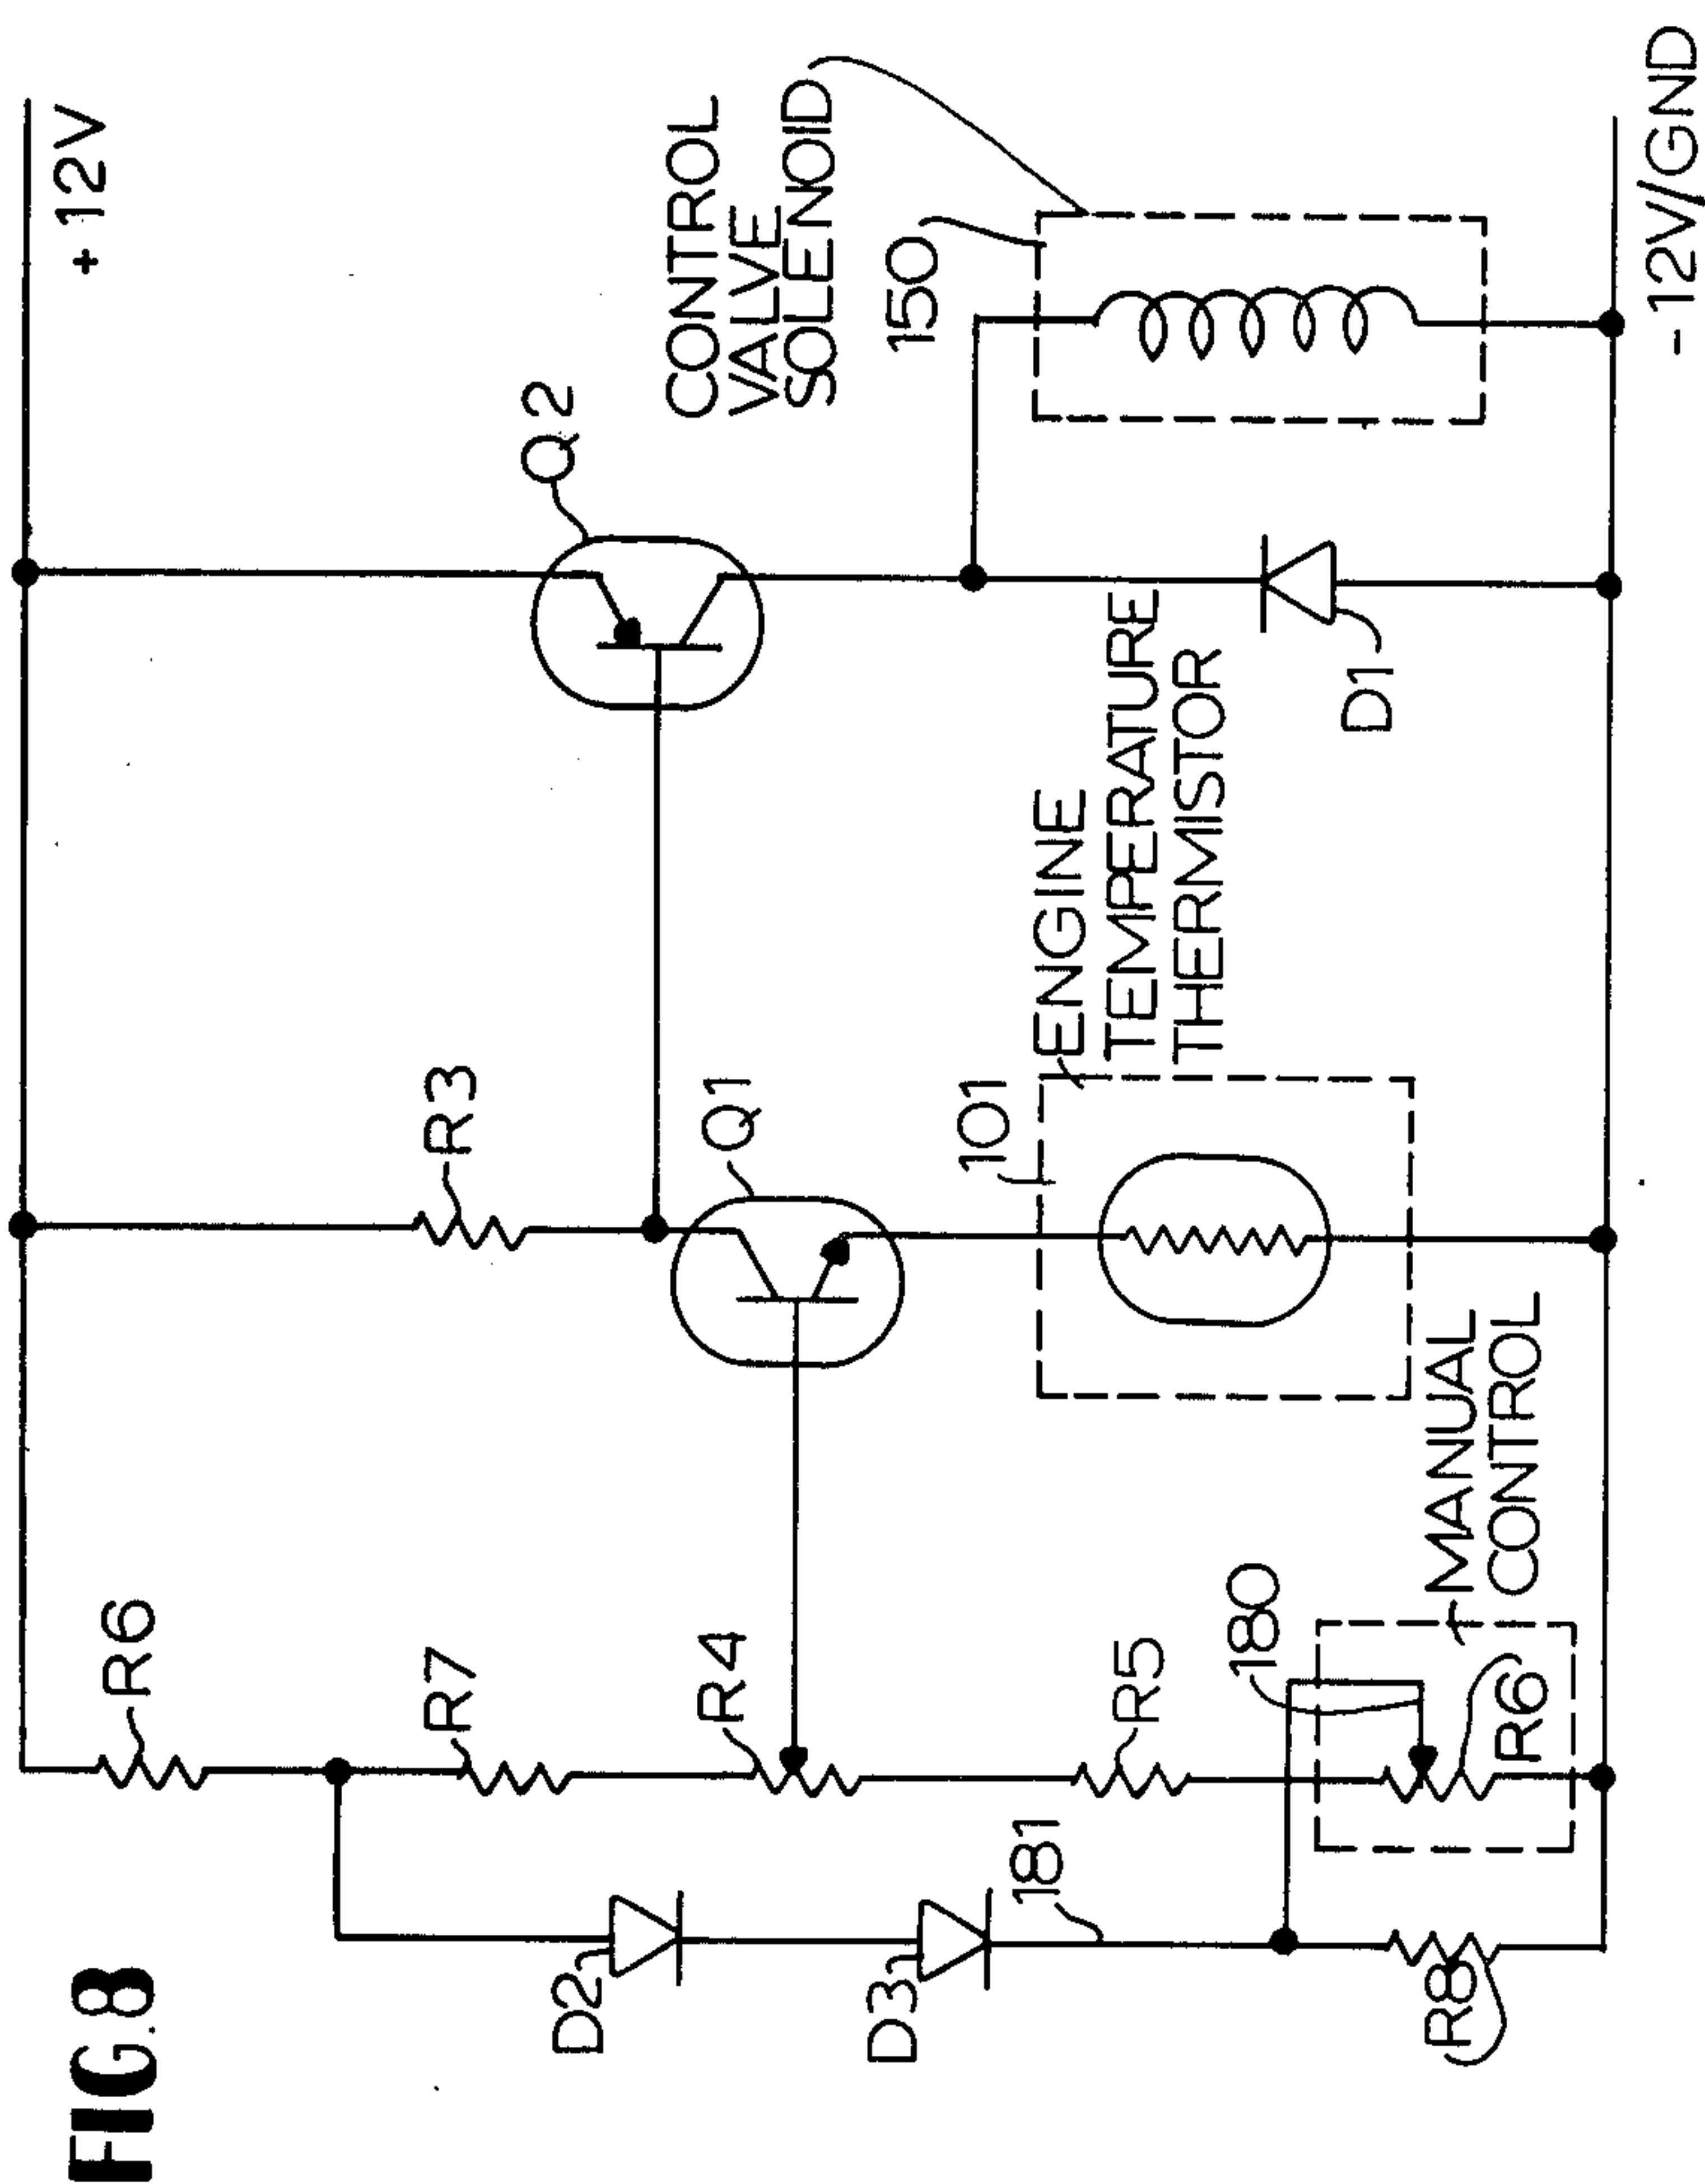 FIG.8
+12V
R6
R3
Q2
R7
D2
R4
Q1
CONTROL
VALVE
SOLENOID
150
D3
181
R5
101
ENGINE
TEMPERATURE
THERMISTOR
180
D1
R8
R6
MANUAL
CONTROL
-12V/GND